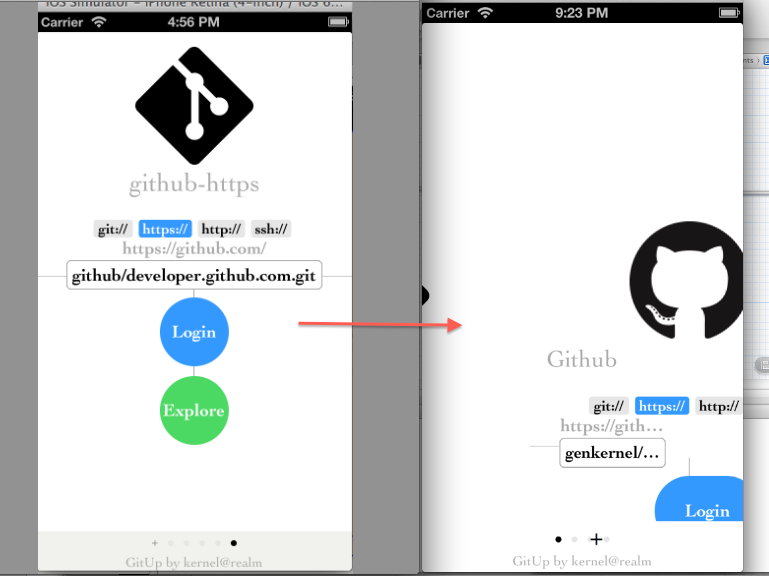 iOS Simulator – iPhone Retina (4-inch) / iOS 6...
Carrier 4:56 PM
github-https
git:// https:// http:// ssh://
https://github.com/
github/developer.github.com.git
Login
Explore
GitUp by kernel@realm
Carrier 9:23 PM
Github
git:// https:// http://
https://gith...
genkernel/...
Login
GitUp by kernel@realm
nts